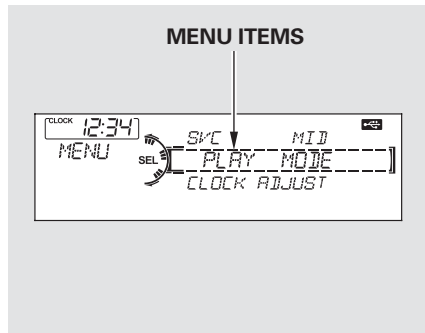 MENU ITEMS
CLOCK 12:34
MENU
SEL
SVC MID
PLAY MODE
CLOCK ADJUST